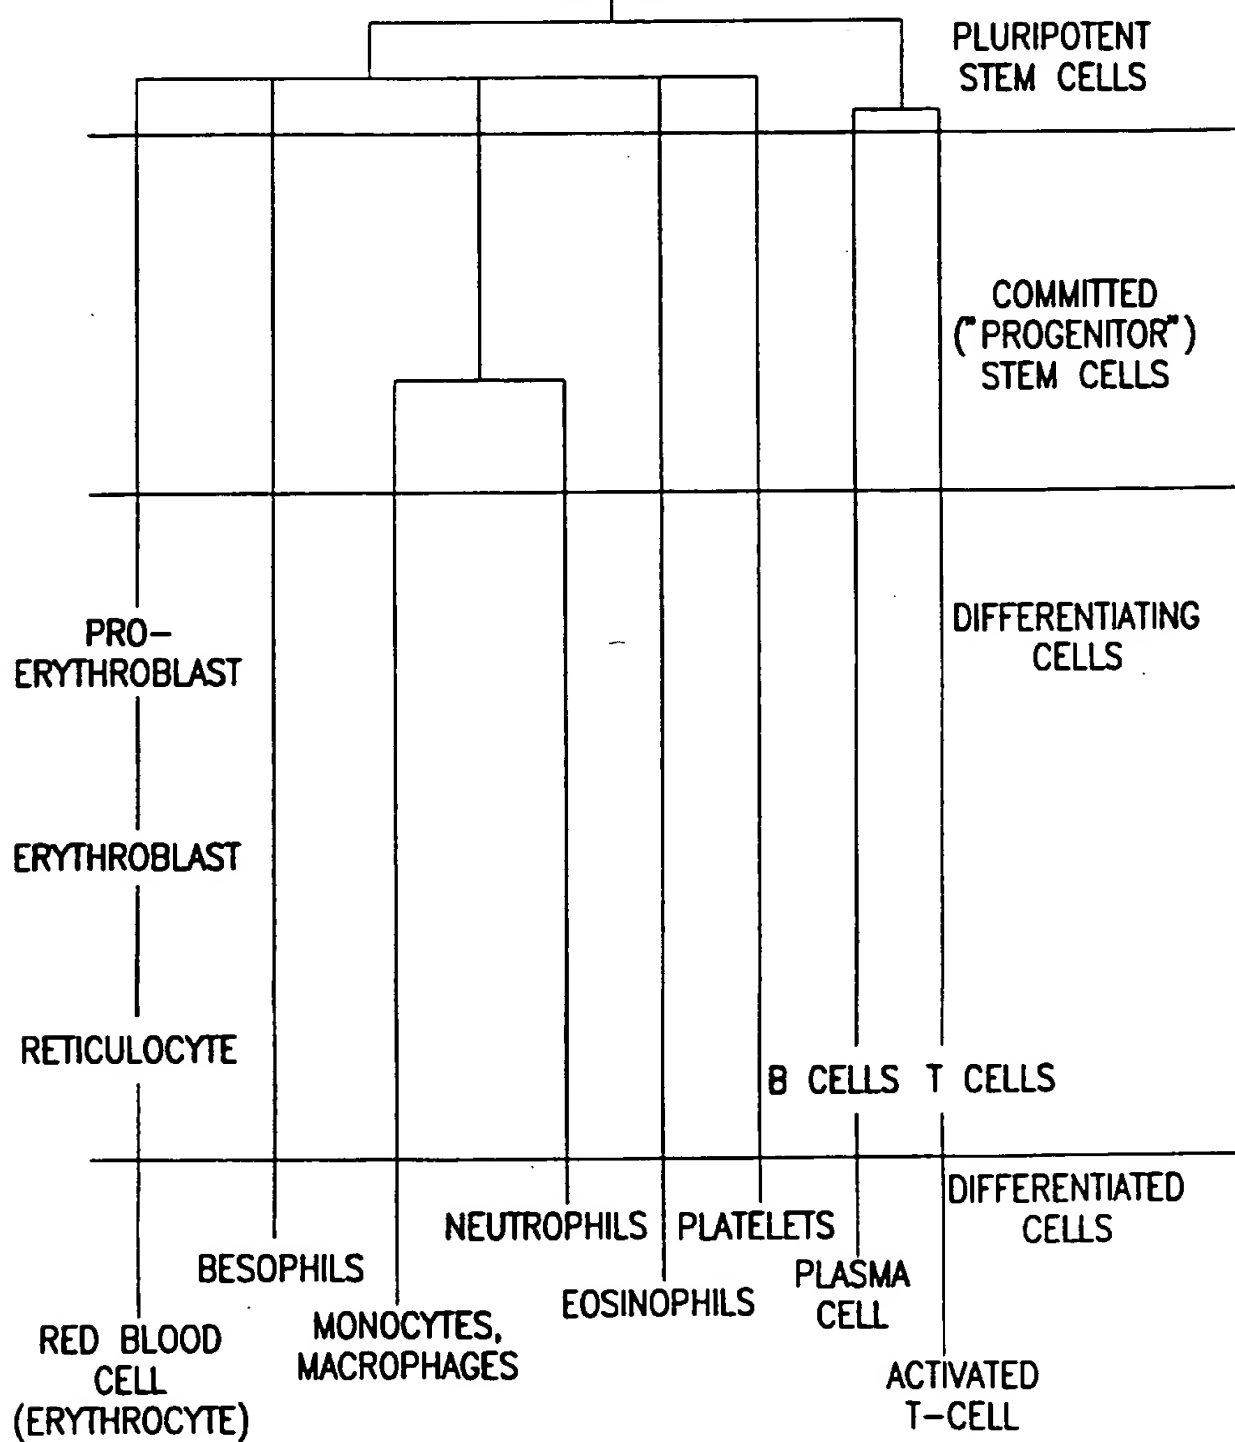 PLURIPOTENT
STEM CELLS
COMMITTED
("PROGENITOR")
STEM CELLS
DIFFERENTIATING
CELLS
PRO-
ERYTHROBLAST
ERYTHROBLAST
RETICULOCYTE
B CELLS T CELLS
DIFFERENTIATED
CELLS
NEUTROPHILS PLATELETS
BESOPHILS
PLASMA
CELL
EOSINOPHILS
MONOCYTES,
MACROPHAGES
RED BLOOD
CELL
(ERYTHROCYTE)
ACTIVATED
T-CELL